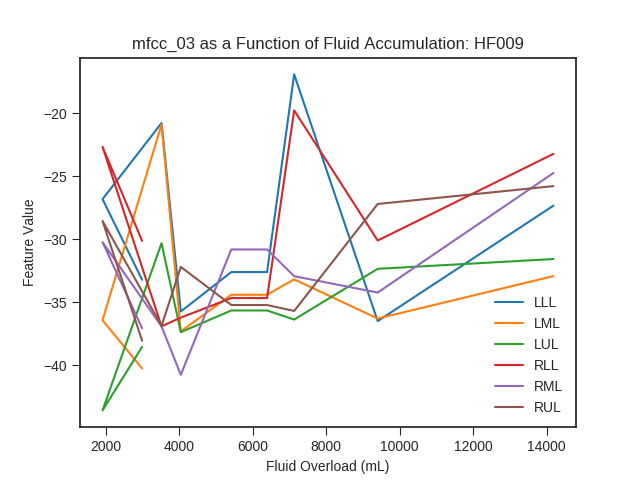 mfcc_03 as a Function of Fluid Accumulation: HF009
Feature Value
−20
−25
−30
−35
−40
2000 4000 6000 8000 10000 12000 14000
Fluid Overload (mL)
LLL
LML
LUL
RLL
RML
RUL